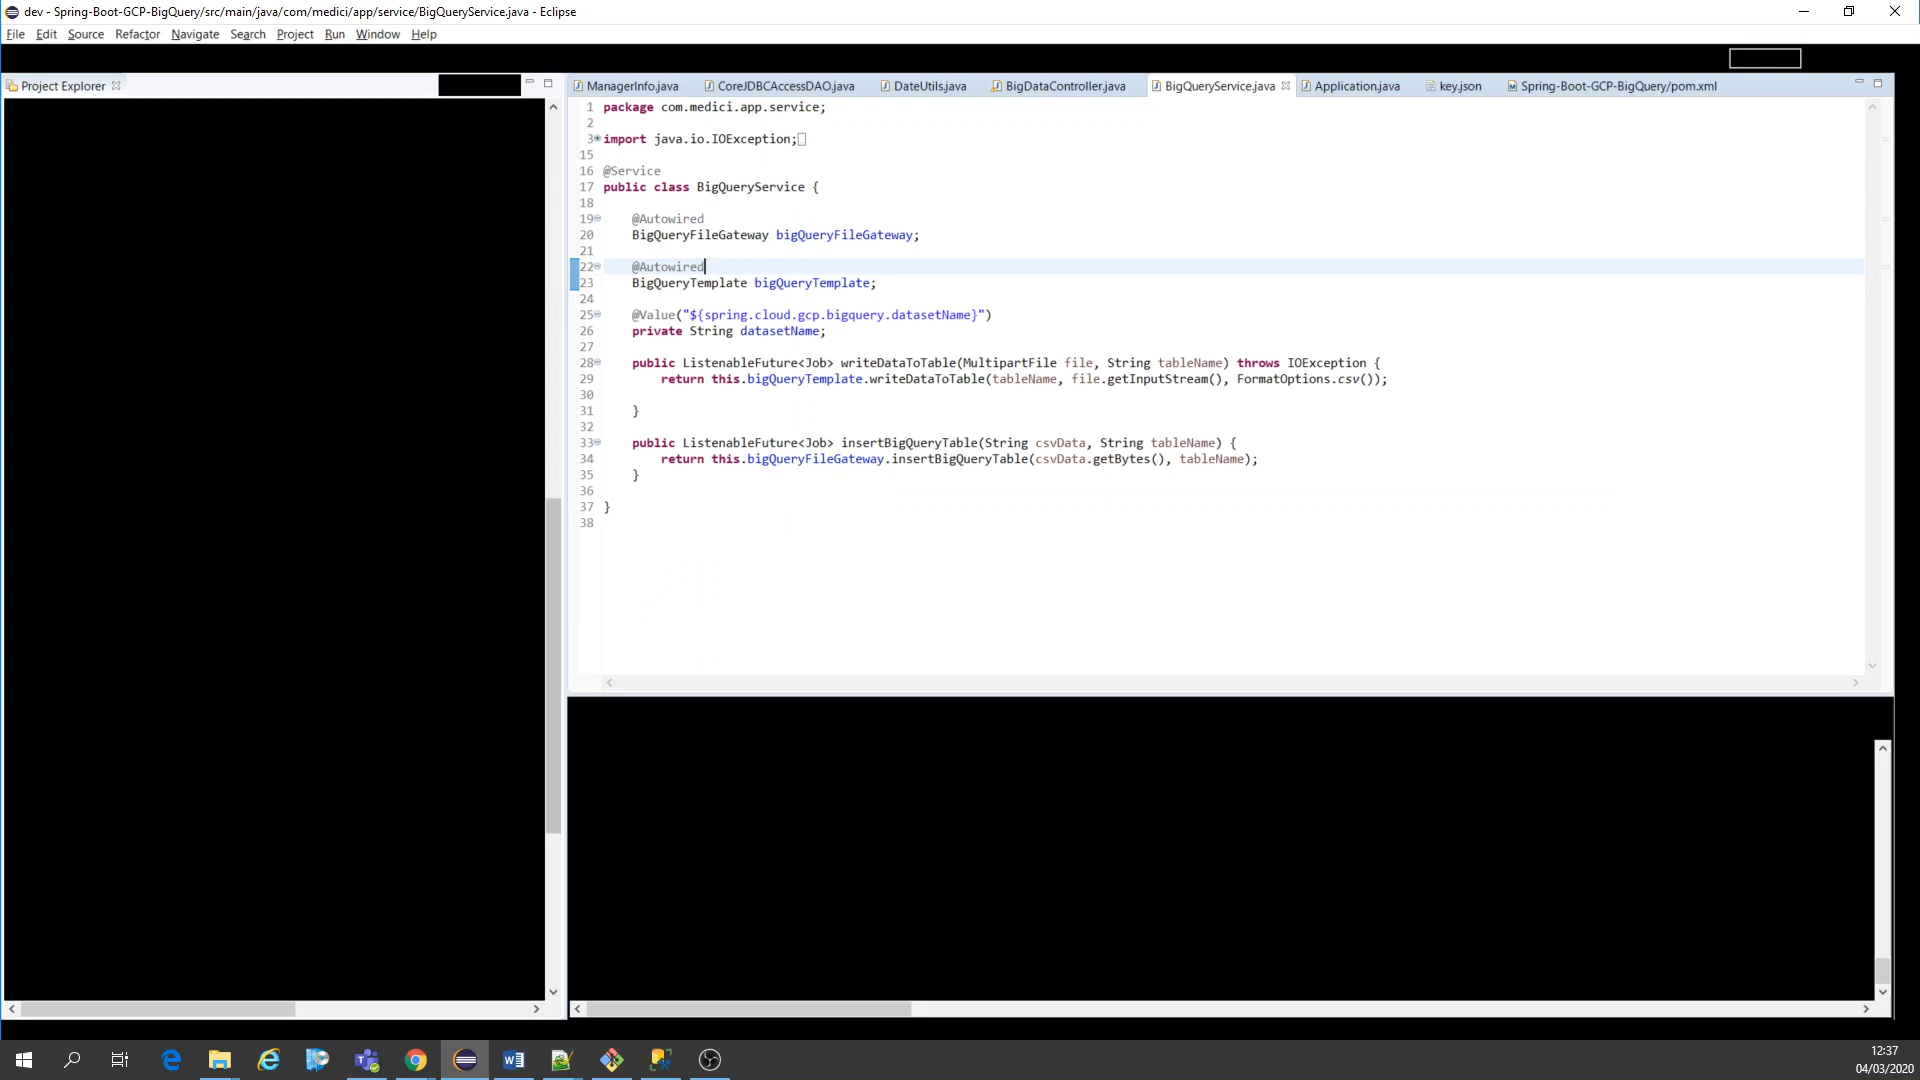 dev - Spring-Boot-GCP-BigQuery/src/main/java/com/medici/app/service/BigQueryService.java - Eclipse
File Edit Source Refactor Navigate Search Project Run Window Help
Project Explorer
ManagerInfo.java CoreJDBCAccessDAO.java DateUtils.java BigDataController.java BigQueryService.java Application.java key.json Spring-Boot-GCP-BigQuery/pom.xml
1 package com.medici.app.service;
2
3 import java.io.IOException;
15
16 @Service
17 public class BigQueryService {
18
19 @Autowired
20 BigQueryFileGateway bigQueryFileGateway;
21
22 @Autowired
23 BigQueryTemplate bigQueryTemplate;
24
25 @Value("${spring.cloud.gcp.bigquery.datasetName}")
26 private String datasetName;
27
28 public ListenableFuture<Job> writeDataToTable(MultipartFile file, String tableName) throws IOException {
29 return this.bigQueryTemplate.writeDataToTable(tableName, file.getInputStream(), FormatOptions.csv());
30
31 }
32
33 public ListenableFuture<Job> insertBigQueryTable(String csvData, String tableName) {
34 return this.bigQueryFileGateway.insertBigQueryTable(csvData.getBytes(), tableName);
35 }
36
37 }
38
12:37
04/03/2020